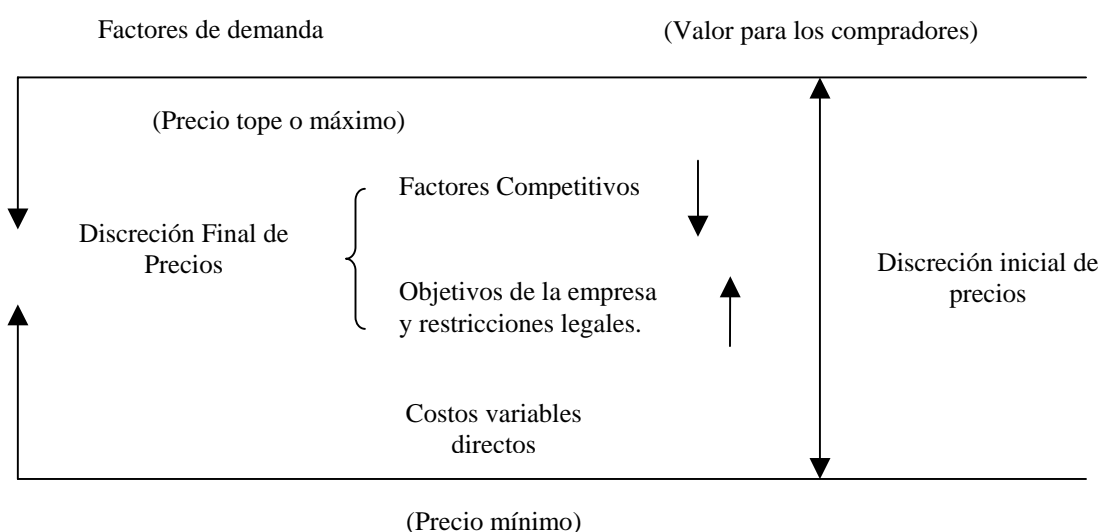 Factores de demanda
(Valor para los compradores)
(Precio tope o máximo)
Factores Competitivos
Discreción Final de
Precios
Objetivos de la empresa
y restricciones legales.
Discreción inicial de
precios
Costos variables
directos
(Precio mínimo)